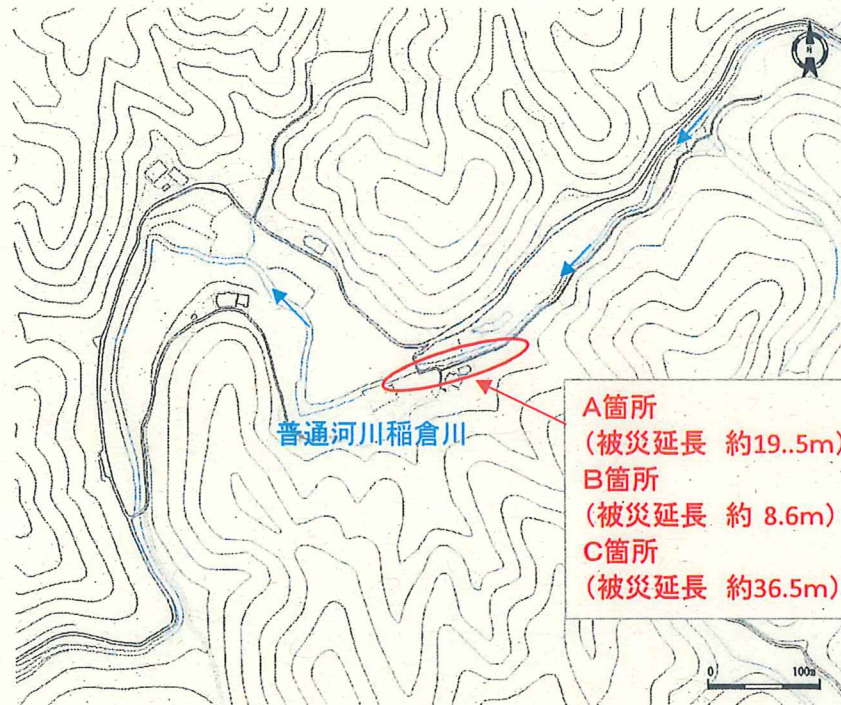 N
普通河川稲倉川
A箇所
(被災延長 約19..5m)
B箇所
(被災延長 約 8.6m)
C箇所
(被災延長 約36.5m)
0 100m